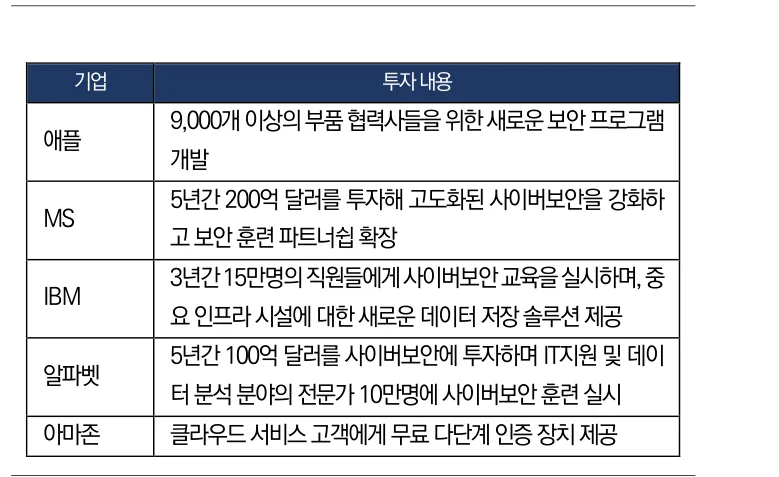 기업
투자 내용
애플
9,000개 이상의 부품 협력사들을 위한 새로운 보안 프로그램
개발
MS
5년간 200억 달러를 투자해 고도화된 사이버보안을 강화하
고 보안 훈련 파트너쉽 확장
IBM
3년간 15만명의 직원들에게 사이버보안 교육을 실시하며, 중
요 인프라 시설에 대한 새로운 데이터 저장 솔루션 제공
알파벳
5년간 100억 달러를 사이버보안에 투자하며 IT지원 및 데이
터 분석 분야의 전문가 10만명에 사이버보안 훈련 실시
아마존
클라우드 서비스 고객에게 무료 다단계 인증 장치 제공